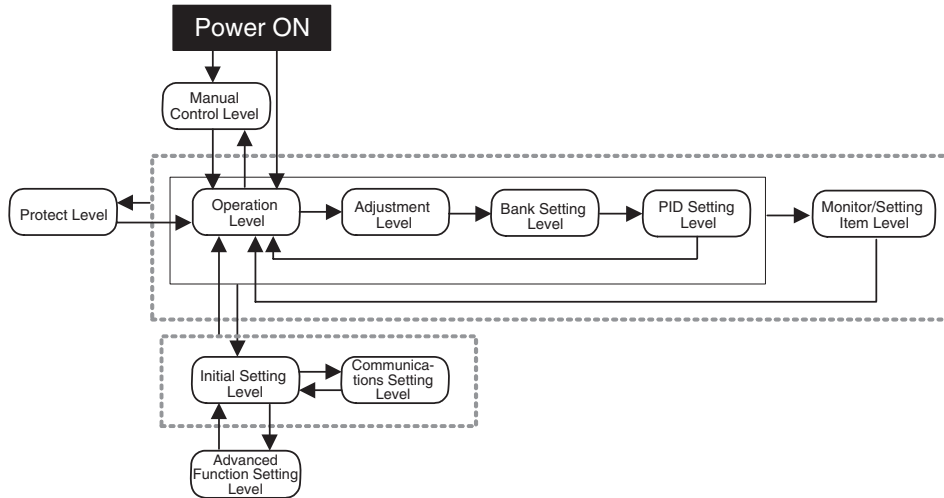 Power ON
Manual
Control Level
Protect Level
Operation
Level
Adjustment
Level
Bank Setting
Level
PID Setting
Level
Monitor/Setting
Item Level
Initial Setting
Level
Communica-
tions Setting
Level
Advanced
Function Setting
Level